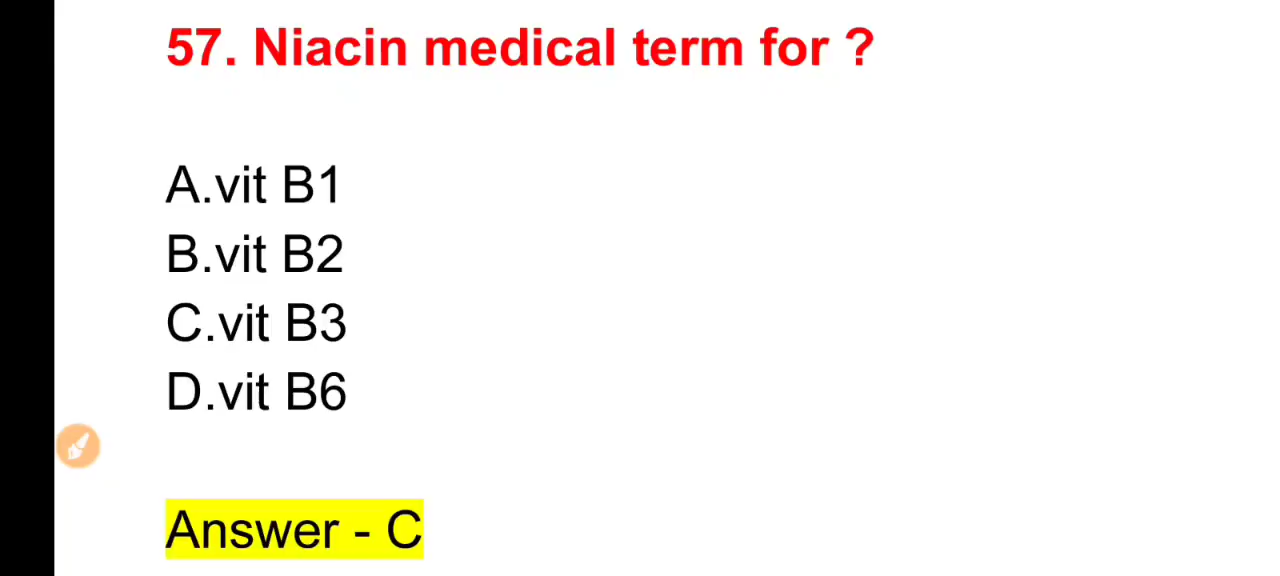 57. Niacin medical term for ?
A.vit B1
B.vit B2
C.vit B3
D.vit B6
Answer - C